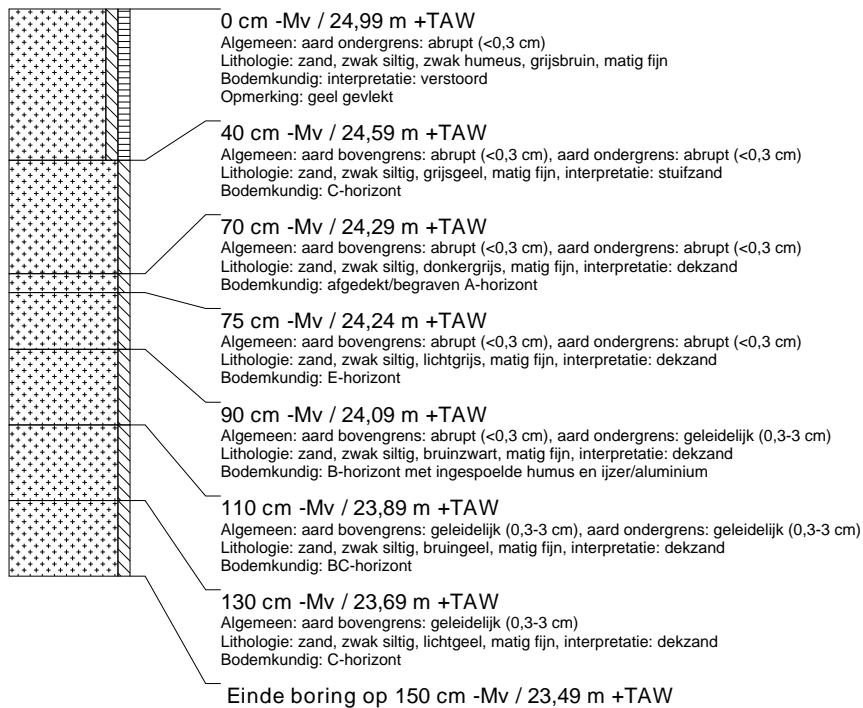 0 cm -Mv / 24,99 m +TAW
Algemeen: aard ondergrens: abrupt (<0,3 cm)
Lithologie: zand, zwak siltig, zwak humeus, grijsbruin, matig fijn
Bodemkundig: interpretatie: verstoord
Opmerking: geel gevlekt
40 cm -Mv / 24,59 m +TAW
Algemeen: aard bovengrens: abrupt (<0,3 cm), aard ondergrens: abrupt (<0,3 cm)
Lithologie: zand, zwak siltig, grijsgeel, matig fijn, interpretatie: stuifzand
Bodemkundig: C-horizont
70 cm -Mv / 24,29 m +TAW
Algemeen: aard bovengrens: abrupt (<0,3 cm), aard ondergrens: abrupt (<0,3 cm)
Lithologie: zand, zwak siltig, donkergrijs, matig fijn, interpretatie: dekzand
Bodemkundig: afgedekt/begraven A-horizont
75 cm -Mv / 24,24 m +TAW
Algemeen: aard bovengrens: abrupt (<0,3 cm), aard ondergrens: abrupt (<0,3 cm)
Lithologie: zand, zwak siltig, lichtgrijs, matig fijn, interpretatie: dekzand
Bodemkundig: E-horizont
90 cm -Mv / 24,09 m +TAW
Algemeen: aard bovengrens: abrupt (<0,3 cm), aard ondergrens: geleidelijk (0,3-3 cm)
Lithologie: zand, zwak siltig, bruinzwart, matig fijn, interpretatie: dekzand
Bodemkundig: B-horizont met ingespoelde humus en ijzer/aluminium
110 cm -Mv / 23,89 m +TAW
Algemeen: aard bovengrens: geleidelijk (0,3-3 cm), aard ondergrens: geleidelijk (0,3-3 cm)
Lithologie: zand, zwak siltig, bruingeel, matig fijn, interpretatie: dekzand
Bodemkundig: BC-horizont
130 cm -Mv / 23,69 m +TAW
Algemeen: aard bovengrens: geleidelijk (0,3-3 cm)
Lithologie: zand, zwak siltig, lichtgeel, matig fijn, interpretatie: dekzand
Bodemkundig: C-horizont
Einde boring op 150 cm -Mv / 23,49 m +TAW